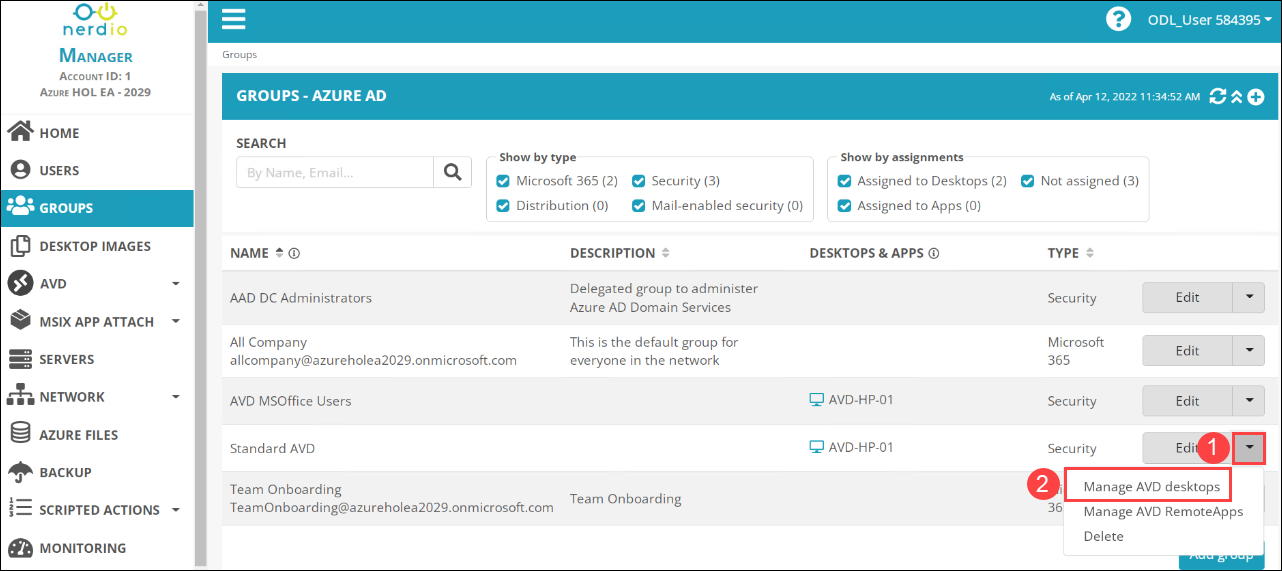 nerdio
MANAGER
ACCOUNT ID: 1
AZURE HOL EA - 2029
HOME
USERS
GROUPS
DESKTOP IMAGES
AVD
MSIX APP ATTACH
SERVERS
NETWORK
AZURE FILES
BACKUP
SCRIPTED ACTIONS
MONITORING
? ODL_User 584395
Groups
GROUPS - AZURE AD
As of Apr 12, 2022 11:34:52 AM
SEARCH
By Name, Email...
Show by type
Microsoft 365 (2) Security (3)
Distribution (0) Mail-enabled security (0)
Show by assignments
Assigned to Desktops (2) Not assigned (3)
Assigned to Apps (0)
NAME DESCRIPTION DESKTOPS & APPS TYPE
AAD DC Administrators
Delegated group to administer
Azure AD Domain Services
Security
Edit
All Company
allcompany@azureholea2029.onmicrosoft.com
This is the default group for
everyone in the network
Microsoft
365
Edit
AVD MSOffice Users
AVD-HP-01
Security
Edit
Standard AVD
AVD-HP-01
Security
Edit
1
Team Onboarding
TeamOnboarding@azureholea2029.onmicrosoft.com
Team Onboarding
2
Manage AVD desktops
Manage AVD RemoteApps
Delete
Add group